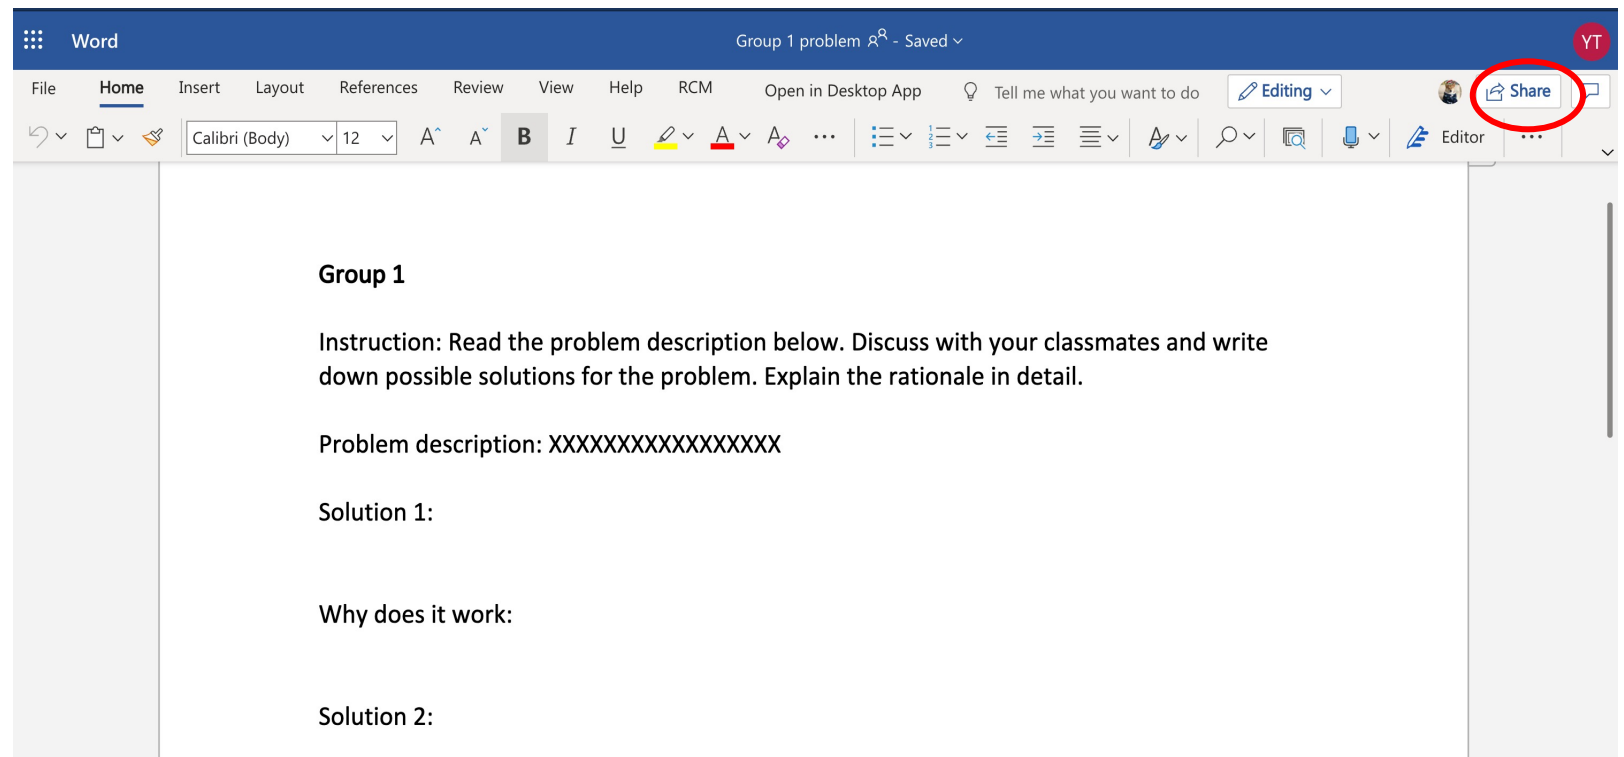 Word
Group 1 problem - Saved
YT
File Home Insert Layout References Review View Help RCM Open in Desktop App Tell me what you want to do Editing Share
Calibri (Body) 12 A A B I U A A Editor
Group 1
Instruction: Read the problem description below. Discuss with your classmates and write
down possible solutions for the problem. Explain the rationale in detail.
Problem description: XXXXXXXXXXXXXXXXX
Solution 1:
Why does it work:
Solution 2: